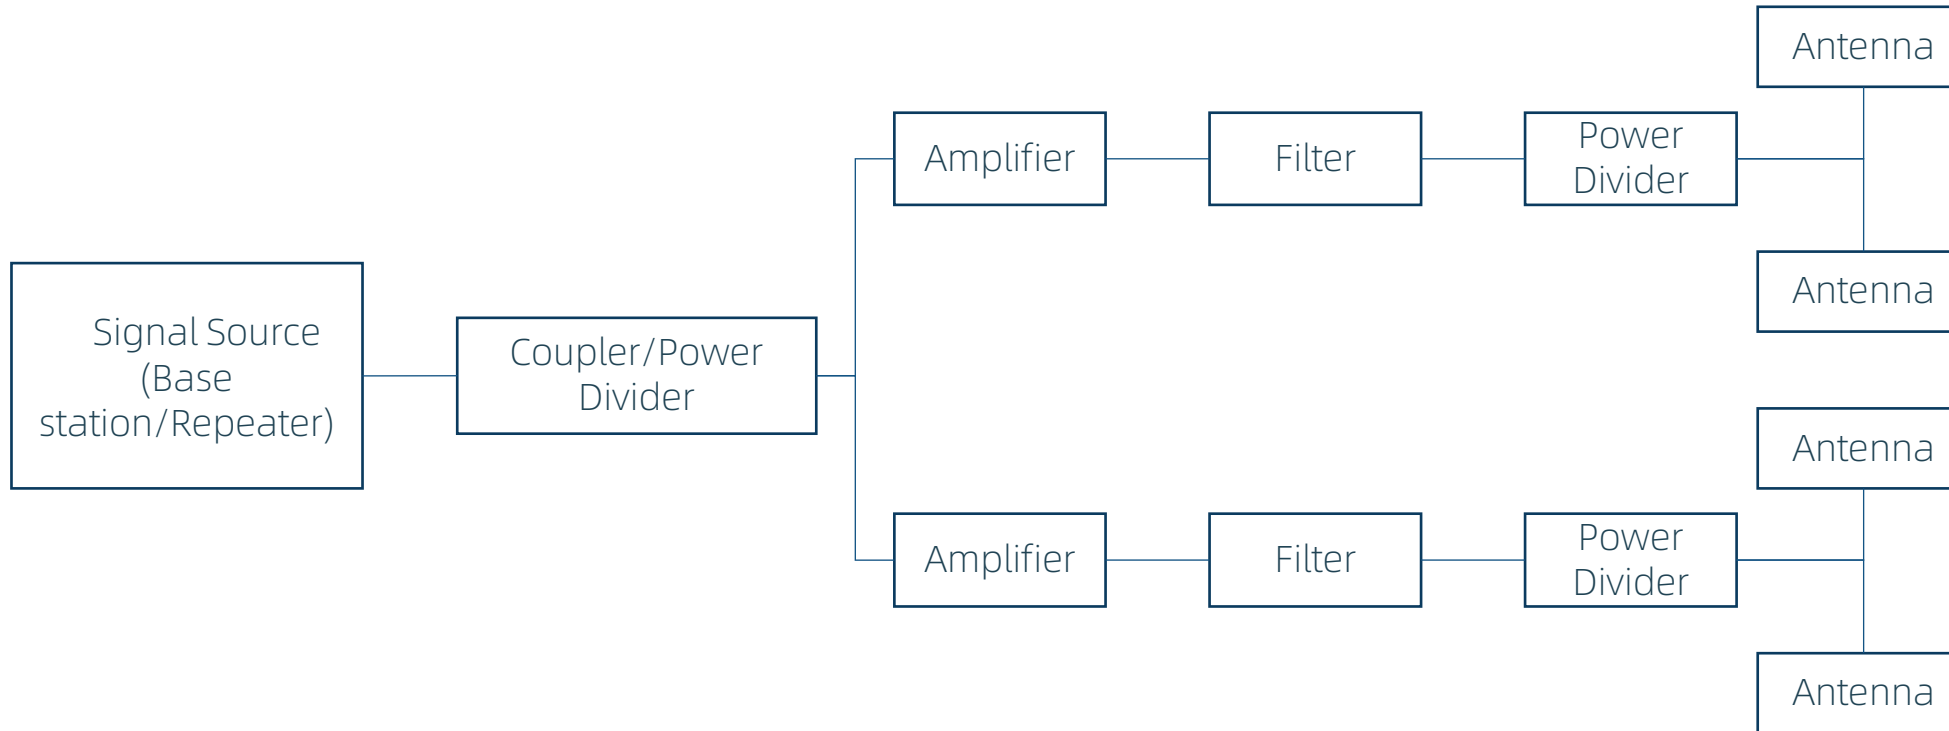 Antenna
Amplifier
Filter
Power
Divider
Antenna
Signal Source
(Base
station/Repeater)
Coupler/Power
Divider
Antenna
Amplifier
Filter
Power
Divider
Antenna